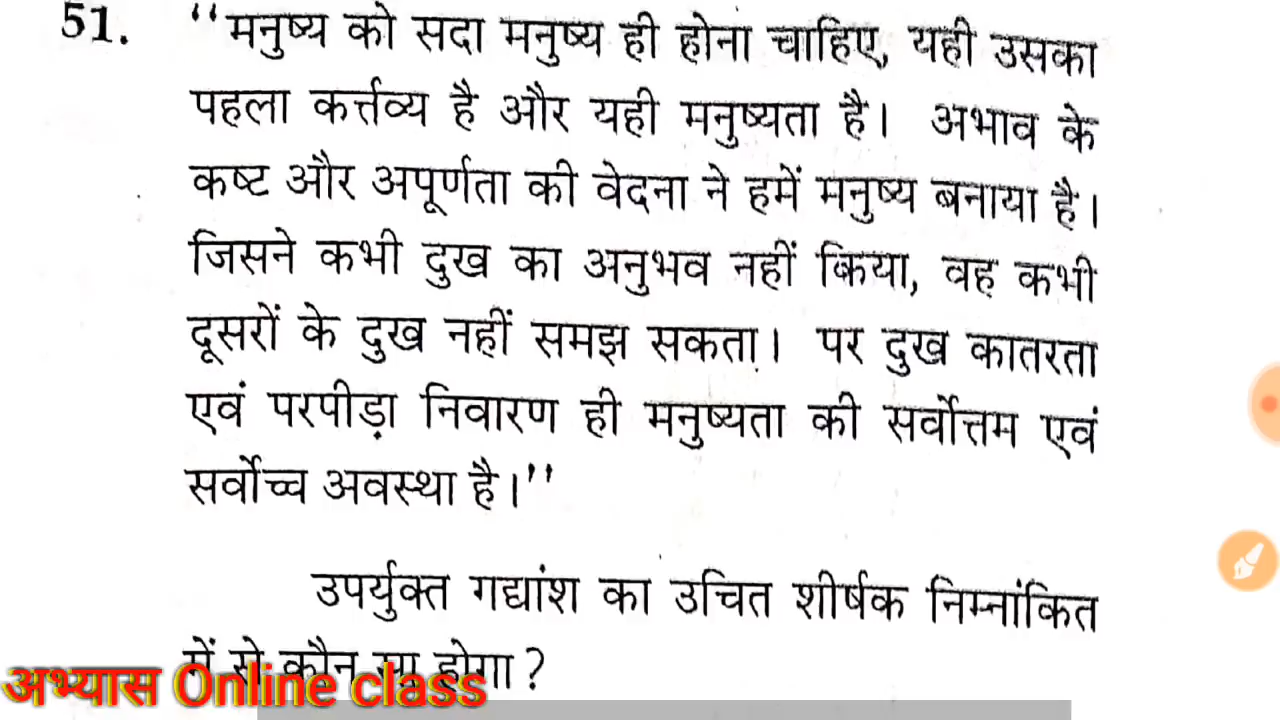 51. ‘‘मनुष्य को सदा मनुष्य ही होना चाहिए, यही उसका
पहला कर्त्तव्य है और यही मनुष्यता है। अभाव के
कष्ट और अपूर्णता की वेदना ने हमें मनुष्य बनाया है।
जिसने कभी दुख का अनुभव नहीं किया, वह कभी
दूसरों के दुख नहीं समझ सकता। पर दुख कातरता
एवं परपीड़ा निवारण ही मनुष्यता की सर्वोत्तम एवं
सर्वोच्च अवस्था है।’’
उपर्युक्त गद्यांश का उचित शीर्षक निम्नांकित
में से कौन सा होगा ?
अभ्यास Online class